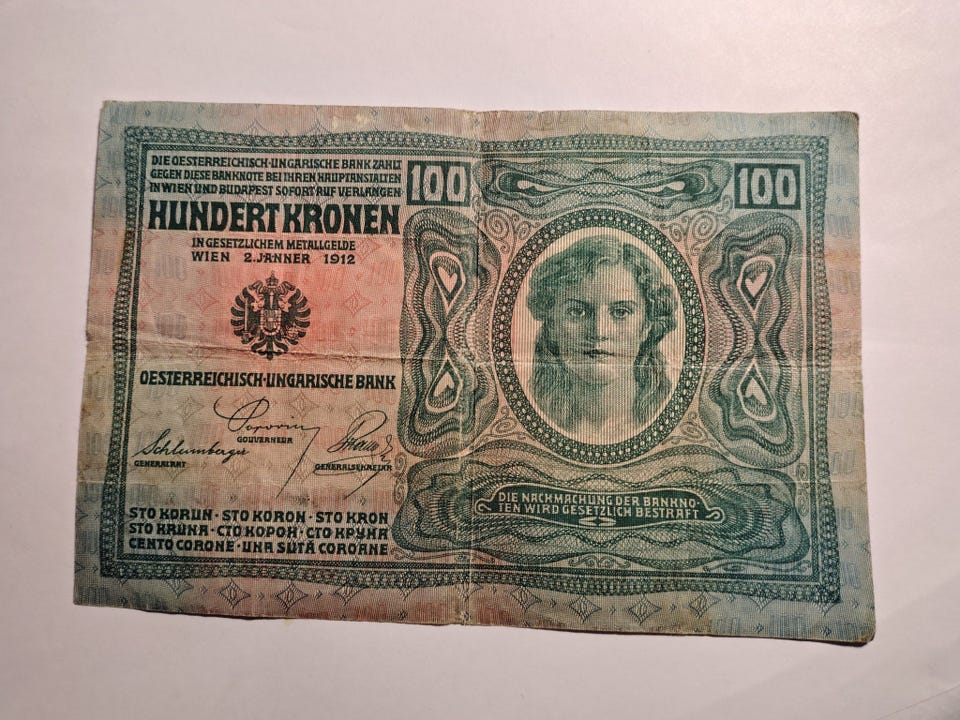 DIE OESTERREICHISCH-UNGARISCHE BANK ZAHLT
GEGEN DIESE BANKNOTE BEI IHREN HAUPTANSTALTEN
IN WIEN UND BUDAPEST SOFORT AUF VERLANGEN
HUNDERT KRONEN
IN GESETZLICHEM METALLGELDE
WIEN 2. JÄNNER 1912
OESTERREICHISCH-UNGARISCHE BANK
Popovics
GOUVERNEUR
Schlumberger
GENERALRAT
GENERALSEKRETÄR
STO KORUN · STO KORON · STO KRON
STO KRUNA · СТО КОРОН · СТО КРУНА
CENTO CORONE · UNA SUTĂ COROANE
100
100
DIE NACHMACHUNG DER BANKNO-
TEN WIRD GESETZLICH BESTRAFT